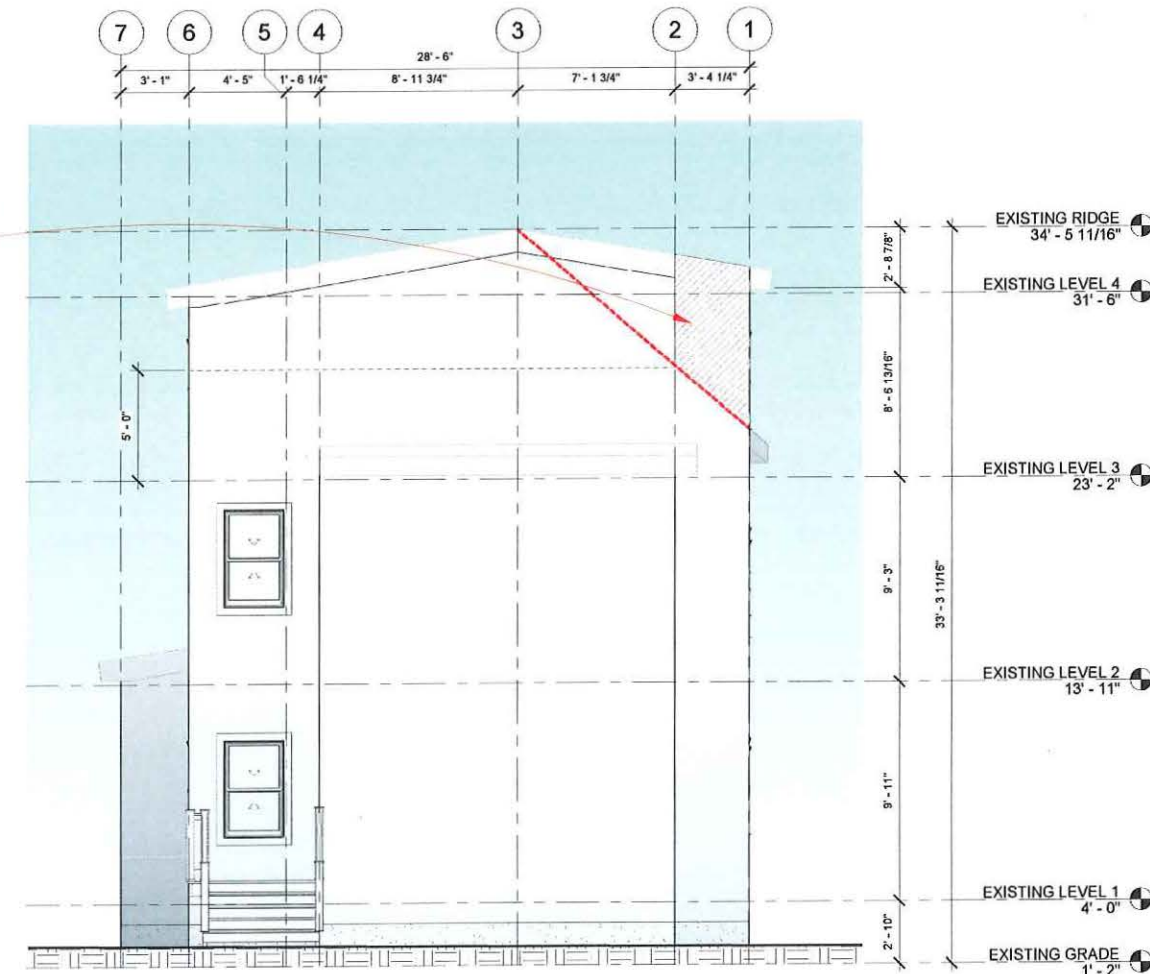 7 6 5 4 3 2 1
28' - 6"
3' - 1" 4' - 5" 1' - 6 1/4" 8' - 11 3/4" 7' - 1 3/4" 3' - 4 1/4"
EXISTING RIDGE
34' - 5 11/16"
2' - 8 7/8"
EXISTING LEVEL 4
31' - 6"
8' - 6 13/16"
5' - 0"
EXISTING LEVEL 3
23' - 2"
9' - 3"
33' - 3 11/16"
EXISTING LEVEL 2
13' - 11"
9' - 11"
EXISTING LEVEL 1
4' - 0"
2' - 10"
EXISTING GRADE
1' - 2"